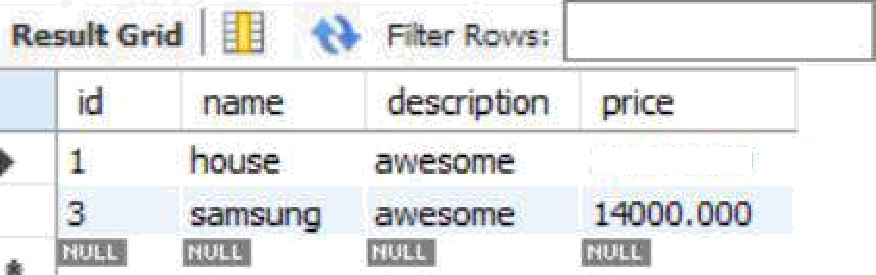 Result Grid Filter Rows:
id name description price
1 house awesome
3 samsung awesome 14000.000
NULL NULL NULL NULL